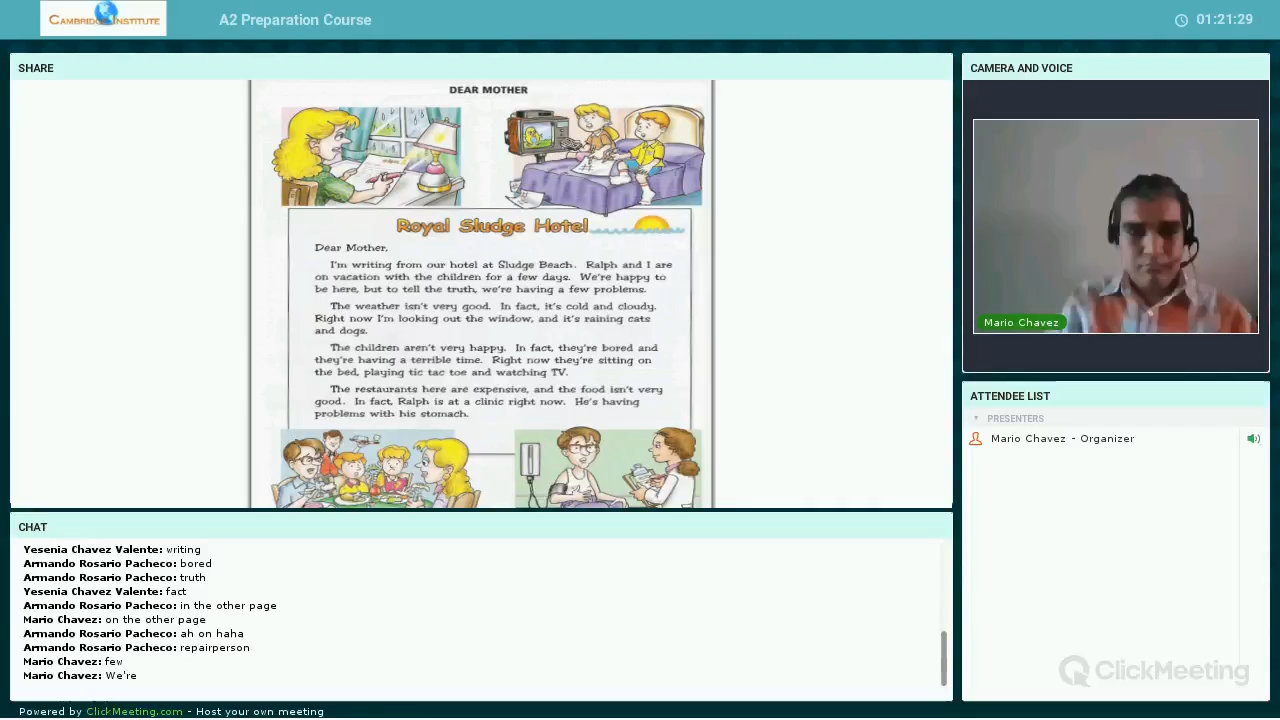 CAMBRIDGE INSTITUTE
A2 Preparation Course
01:21:29
SHARE
DEAR MOTHER
Royal Sludge Hotel
Dear Mother,
I'm writing from our hotel at Sludge Beach. Ralph and I are
on vacation with the children for a few days. We're happy to
be here, but to tell the truth, we're having a few problems.
The weather isn't very good. In fact, it's cold and cloudy.
Right now I'm looking out the window, and it's raining cats
and dogs.
The children aren't very happy. In fact, they're bored and
they're having a terrible time. Right now they're sitting on
the bed, playing tic tac toe and watching TV.
The restaurants here are expensive, and the food isn't very
good. In fact, Ralph is at a clinic right now. He's having
problems with his stomach.
CHAT
Yesenia Chavez Valente: writing
Armando Rosario Pacheco: bored
Armando Rosario Pacheco: truth
Yesenia Chavez Valente: fact
Armando Rosario Pacheco: in the other page
Mario Chavez: on the other page
Armando Rosario Pacheco: ah on haha
Armando Rosario Pacheco: repairperson
Mario Chavez: few
Mario Chavez: We're
CAMERA AND VOICE
Mario Chavez
ATTENDEE LIST
PRESENTERS
Mario Chavez - Organizer
ClickMeeting
Powered by ClickMeeting.com - Host your own meeting